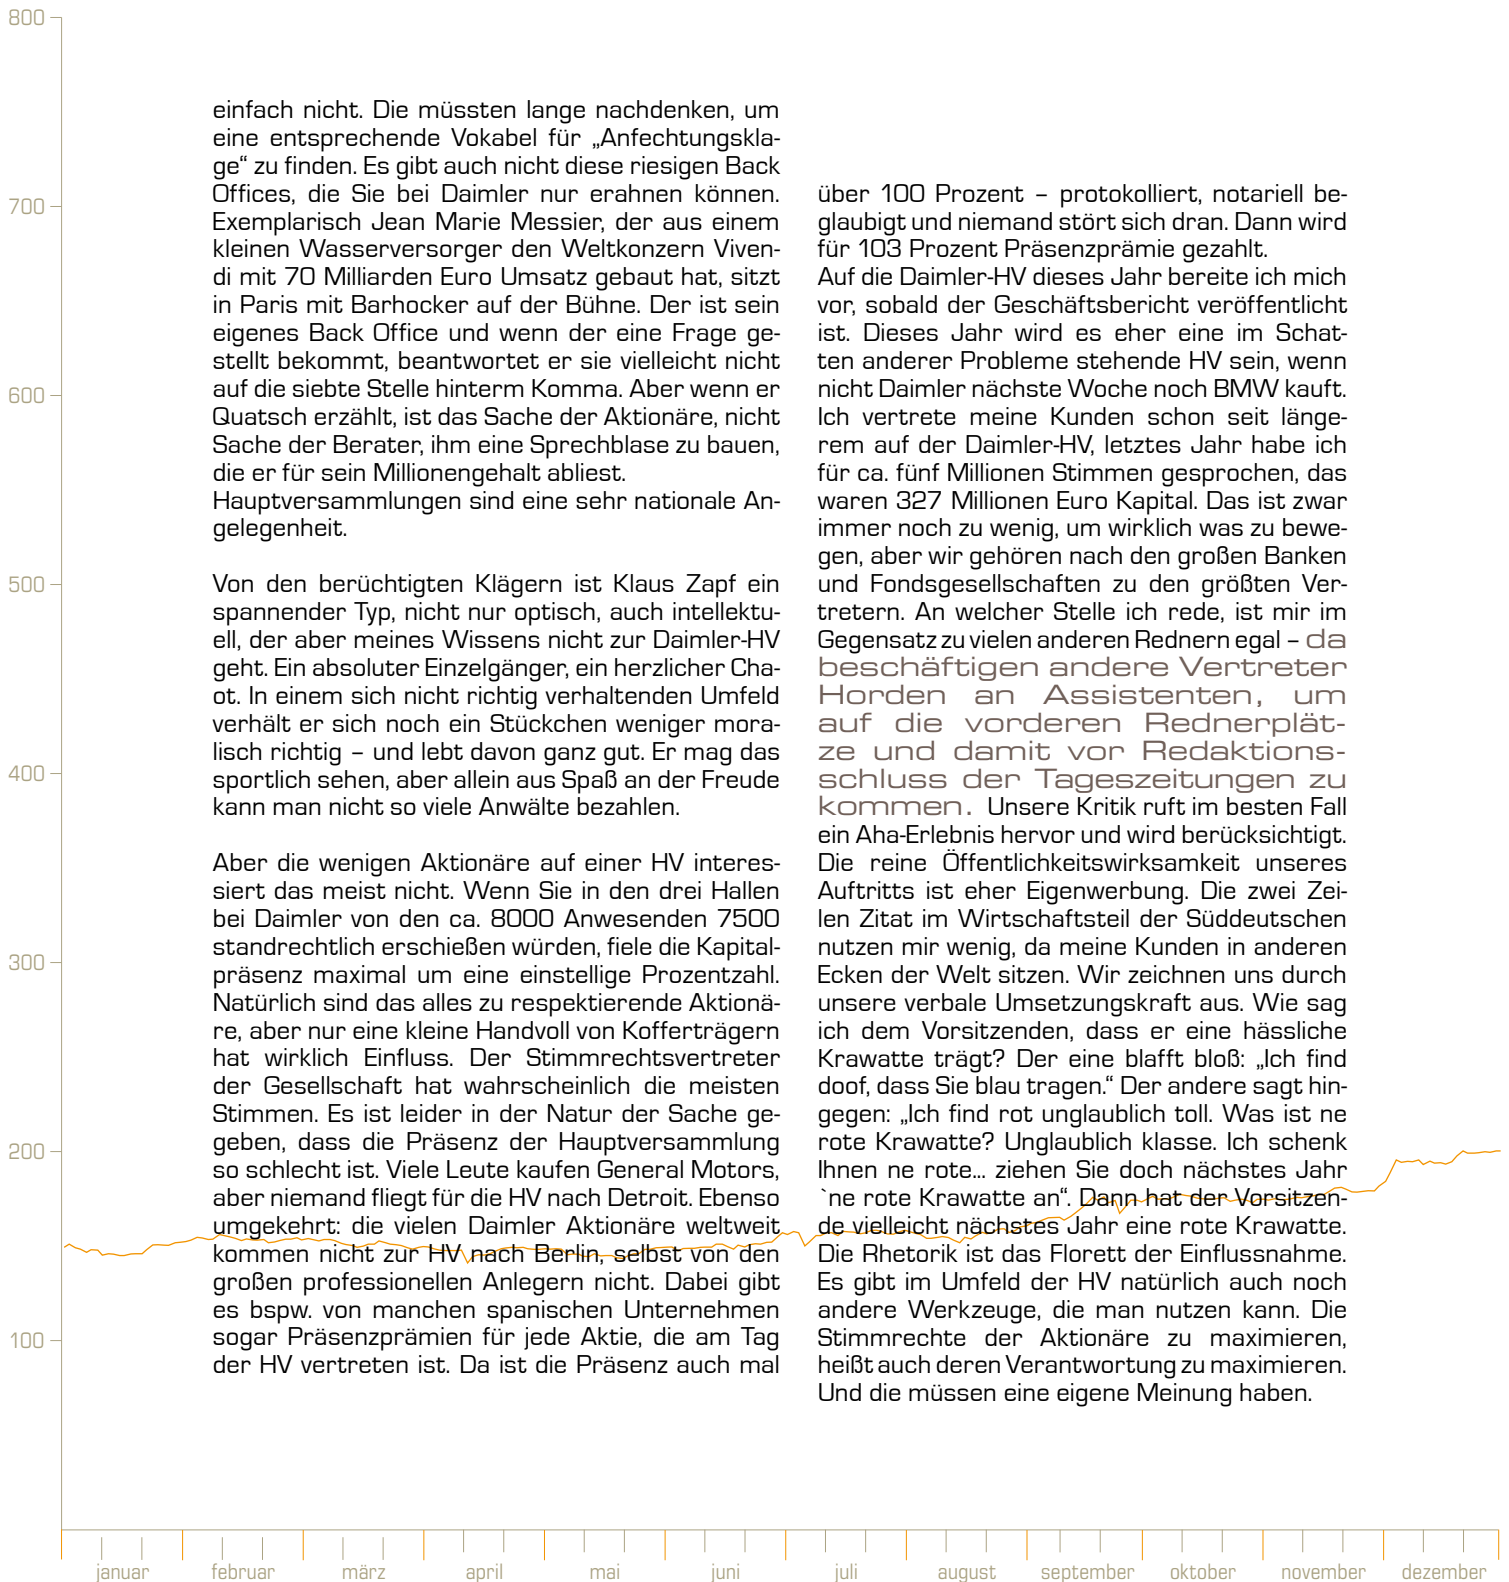 800
700
600
500
400
300
200
100
einfach nicht. Die müssten lange nachdenken, um
eine entsprechende Vokabel für „Anfechtungskla-
ge“ zu finden. Es gibt auch nicht diese riesigen Back
Offices, die Sie bei Daimler nur erahnen können.
Exemplarisch Jean Marie Messier, der aus einem
kleinen Wasserversorger den Weltkonzern Viven-
di mit 70 Milliarden Euro Umsatz gebaut hat, sitzt
in Paris mit Barhocker auf der Bühne. Der ist sein
eigenes Back Office und wenn der eine Frage ge-
stellt bekommt, beantwortet er sie vielleicht nicht
auf die siebte Stelle hinterm Komma. Aber wenn er
Quatsch erzählt, ist das Sache der Aktionäre, nicht
Sache der Berater, ihm eine Sprechblase zu bauen,
die er für sein Millionengehalt abliest.
Hauptversammlungen sind eine sehr nationale An-
gelegenheit.
Von den berüchtigten Klägern ist Klaus Zapf ein
spannender Typ, nicht nur optisch, auch intellektu-
ell, der aber meines Wissens nicht zur Daimler-HV
geht. Ein absoluter Einzelgänger, ein herzlicher Cha-
ot. In einem sich nicht richtig verhaltenden Umfeld
verhält er sich noch ein Stückchen weniger mora-
lisch richtig – und lebt davon ganz gut. Er mag das
sportlich sehen, aber allein aus Spaß an der Freude
kann man nicht so viele Anwälte bezahlen.
Aber die wenigen Aktionäre auf einer HV interes-
siert das meist nicht. Wenn Sie in den drei Hallen
bei Daimler von den ca. 8000 Anwesenden 7500
standrechtlich erschießen würden, fiele die Kapital-
präsenz maximal um eine einstellige Prozentzahl.
Natürlich sind das alles zu respektierende Aktionä-
re, aber nur eine kleine Handvoll von Kofferträgern
hat wirklich Einfluss. Der Stimmrechtsvertreter
der Gesellschaft hat wahrscheinlich die meisten
Stimmen. Es ist leider in der Natur der Sache ge-
geben, dass die Präsenz der Hauptversammlung
so schlecht ist. Viele Leute kaufen General Motors,
aber niemand fliegt für die HV nach Detroit. Ebenso
umgekehrt: die vielen Daimler Aktionäre weltweit
kommen nicht zur HV nach Berlin, selbst von den
großen professionellen Anlegern nicht. Dabei gibt
es bspw. von manchen spanischen Unternehmen
sogar Präsenzprämien für jede Aktie, die am Tag
der HV vertreten ist. Da ist die Präsenz auch mal
über 100 Prozent – protokolliert, notariell be-
glaubigt und niemand stört sich dran. Dann wird
für 103 Prozent Präsenzprämie gezahlt.
Auf die Daimler-HV dieses Jahr bereite ich mich
vor, sobald der Geschäftsbericht veröffentlicht
ist. Dieses Jahr wird es eher eine im Schat-
ten anderer Probleme stehende HV sein, wenn
nicht Daimler nächste Woche noch BMW kauft.
Ich vertrete meine Kunden schon seit länge-
rem auf der Daimler-HV, letztes Jahr habe ich
für ca. fünf Millionen Stimmen gesprochen, das
waren 327 Millionen Euro Kapital. Das ist zwar
immer noch zu wenig, um wirklich was zu bewe-
gen, aber wir gehören nach den großen Banken
und Fondsgesellschaften zu den größten Ver-
tretern. An welcher Stelle ich rede, ist mir im
Gegensatz zu vielen anderen Rednern egal – da
beschäftigen andere Vertreter
Horden an Assistenten, um
auf die vorderen Rednerplät-
ze und damit vor Redaktions-
schluss der Tageszeitungen zu
kommen. Unsere Kritik ruft im besten Fall
ein Aha-Erlebnis hervor und wird berücksichtigt.
Die reine Öffentlichkeitswirksamkeit unseres
Auftritts ist eher Eigenwerbung. Die zwei Zei-
len Zitat im Wirtschaftsteil der Süddeutschen
nutzen mir wenig, da meine Kunden in anderen
Ecken der Welt sitzen. Wir zeichnen uns durch
unsere verbale Umsetzungskraft aus. Wie sag
ich dem Vorsitzenden, dass er eine hässliche
Krawatte trägt? Der eine blafft bloß: „Ich find
doof, dass Sie blau tragen.“ Der andere sagt hin-
gegen: „Ich find rot unglaublich toll. Was ist ne
rote Krawatte? Unglaublich klasse. Ich schenk
Ihnen ne rote... ziehen Sie doch nächstes Jahr
`ne rote Krawatte an“. Dann hat der Vorsitzen-
de vielleicht nächstes Jahr eine rote Krawatte.
Die Rhetorik ist das Florett der Einflussnahme.
Es gibt im Umfeld der HV natürlich auch noch
andere Werkzeuge, die man nutzen kann. Die
Stimmrechte der Aktionäre zu maximieren,
heißt auch deren Verantwortung zu maximieren.
Und die müssen eine eigene Meinung haben.
januar februar märz april mai juni juli august september oktober november dezember